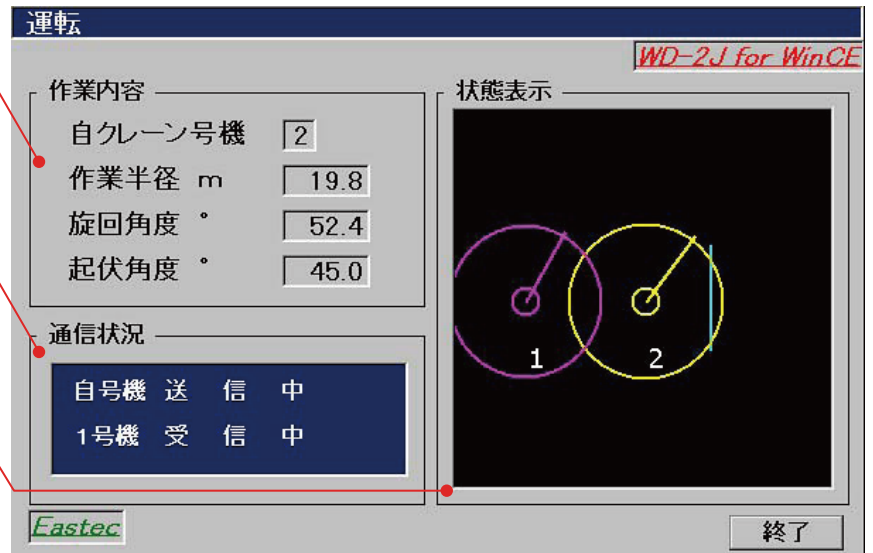 運転
WD-2J for WinCE
作業内容
自クレーン号機 2
作業半径 m 19.8
旋回角度 ° 52.4
起伏角度 ° 45.0
通信状況
自号機 送 信 中
1号機 受 信 中
状態表示
1 2
Eastec
終了